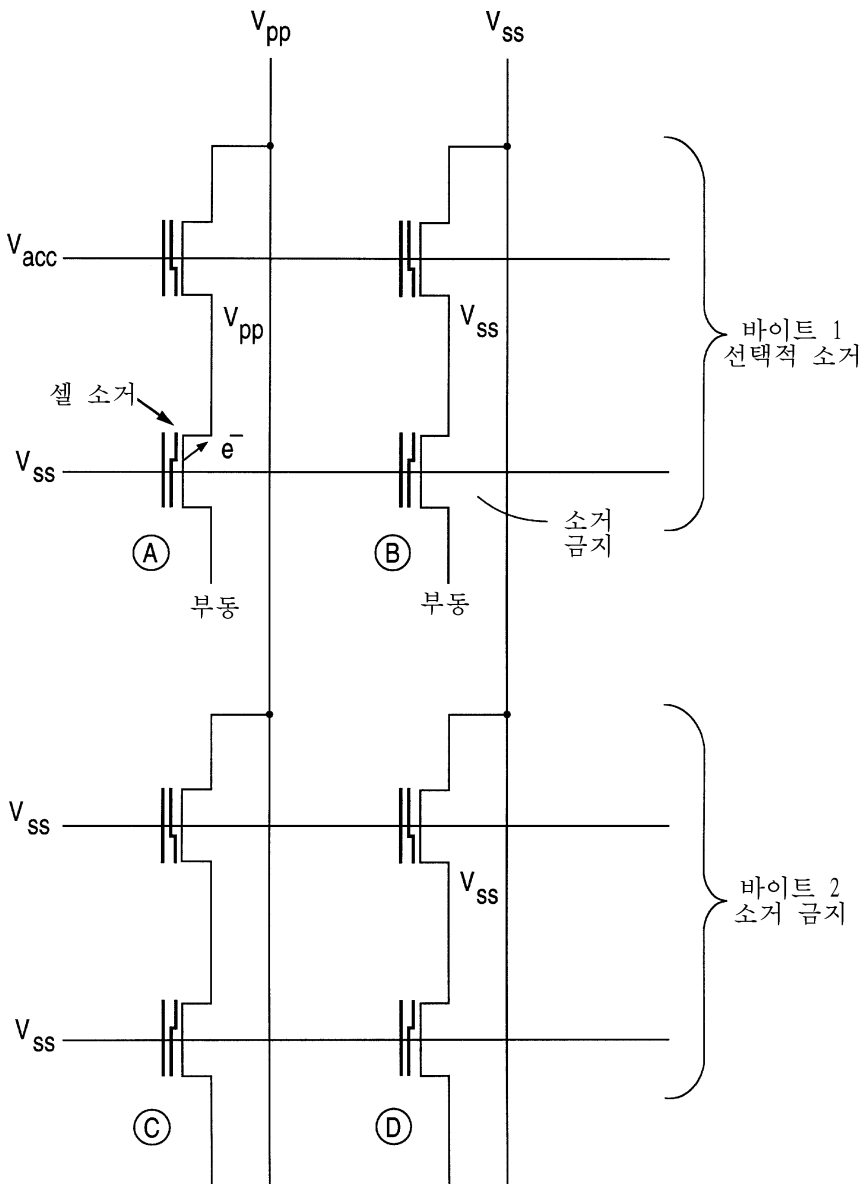 Vpp
Vss
Vacc
Vpp
Vss
바이트 1
선택적 소거
셀 소거
e-
Vss
소거
금지
A
B
부동
부동
Vss
Vss
바이트 2
소거 금지
Vss
C
D